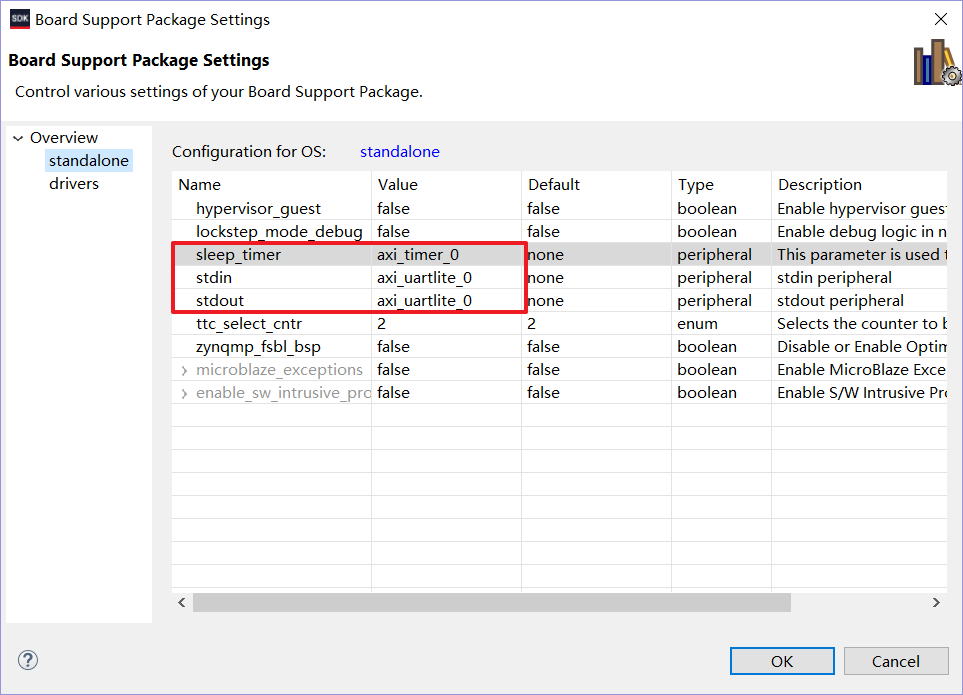 SDK Board Support Package Settings
Board Support Package Settings
Control various settings of your Board Support Package.
Overview
standalone
drivers
Configuration for OS: standalone
Name Value Default Type Description
hypervisor_guest false false boolean Enable hypervisor gues
lockstep_mode_debug false false boolean Enable debug logic in n
sleep_timer axi_timer_0 none peripheral This parameter is used t
stdin axi_uartlite_0 none peripheral stdin peripheral
stdout axi_uartlite_0 none peripheral stdout peripheral
ttc_select_cntr 2 2 enum Selects the counter to b
zynqmp_fsbl_bsp false false boolean Disable or Enable Optim
microblaze_exceptions false false boolean Enable MicroBlaze Exce
enable_sw_intrusive_pro false false boolean Enable S/W Intrusive Pro
OK Cancel